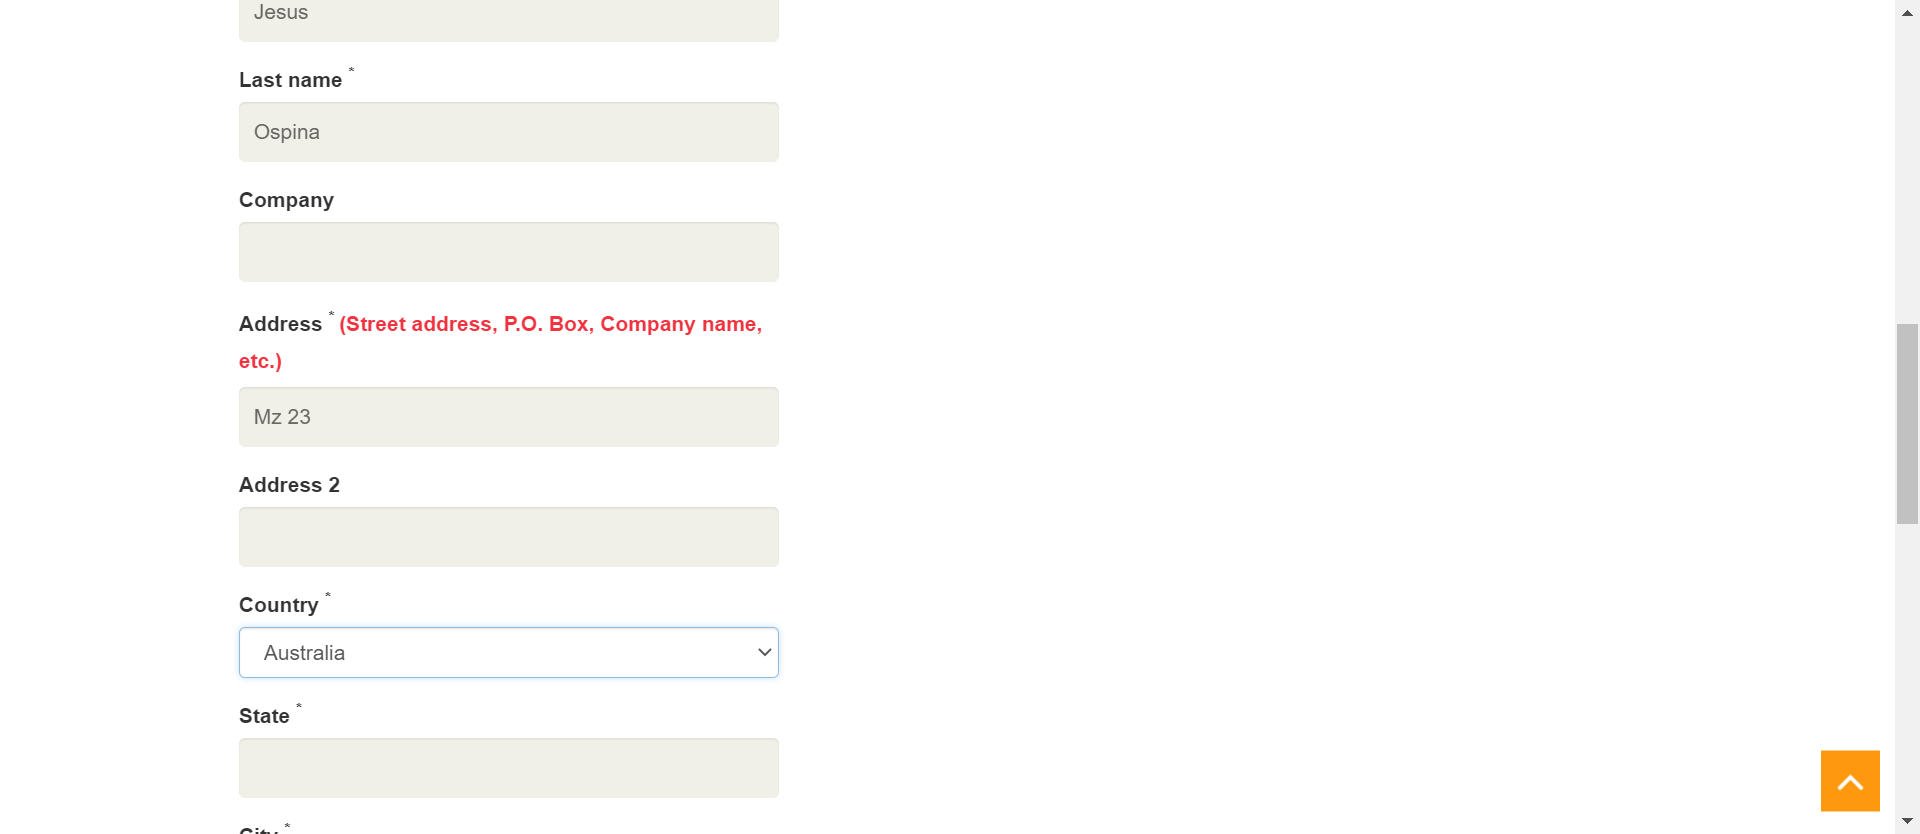 Jesus
Last name *
Ospina
Company
Address * (Street address, P.O. Box, Company name,
etc.)
Mz 23
Address 2
Country *
Australia
State *
City *